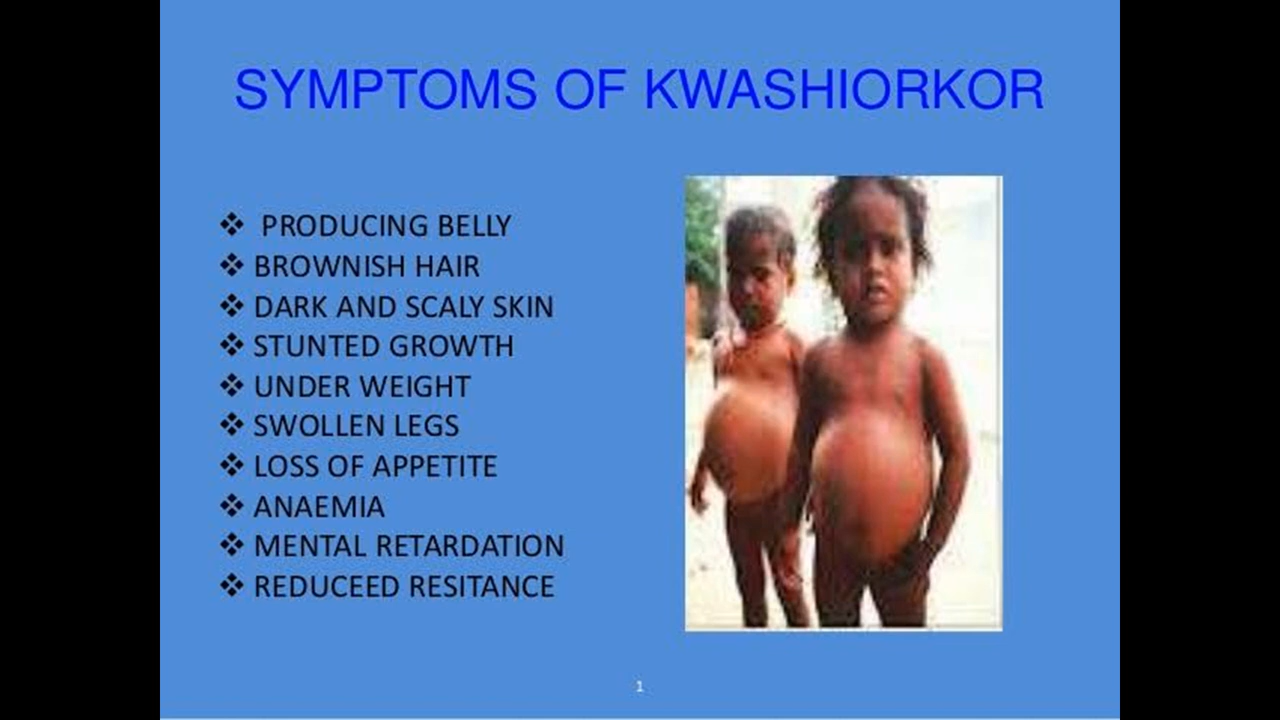 SYMPTOMS OF KWASHIORKOR
❖ PRODUCING BELLY
❖ BROWNISH HAIR
❖ DARK AND SCALY SKIN
❖ STUNTED GROWTH
❖ UNDER WEIGHT
❖ SWOLLEN LEGS
❖ LOSS OF APPETITE
❖ ANAEMIA
❖ MENTAL RETARDATION
❖ REDUCEED RESITANCE
1